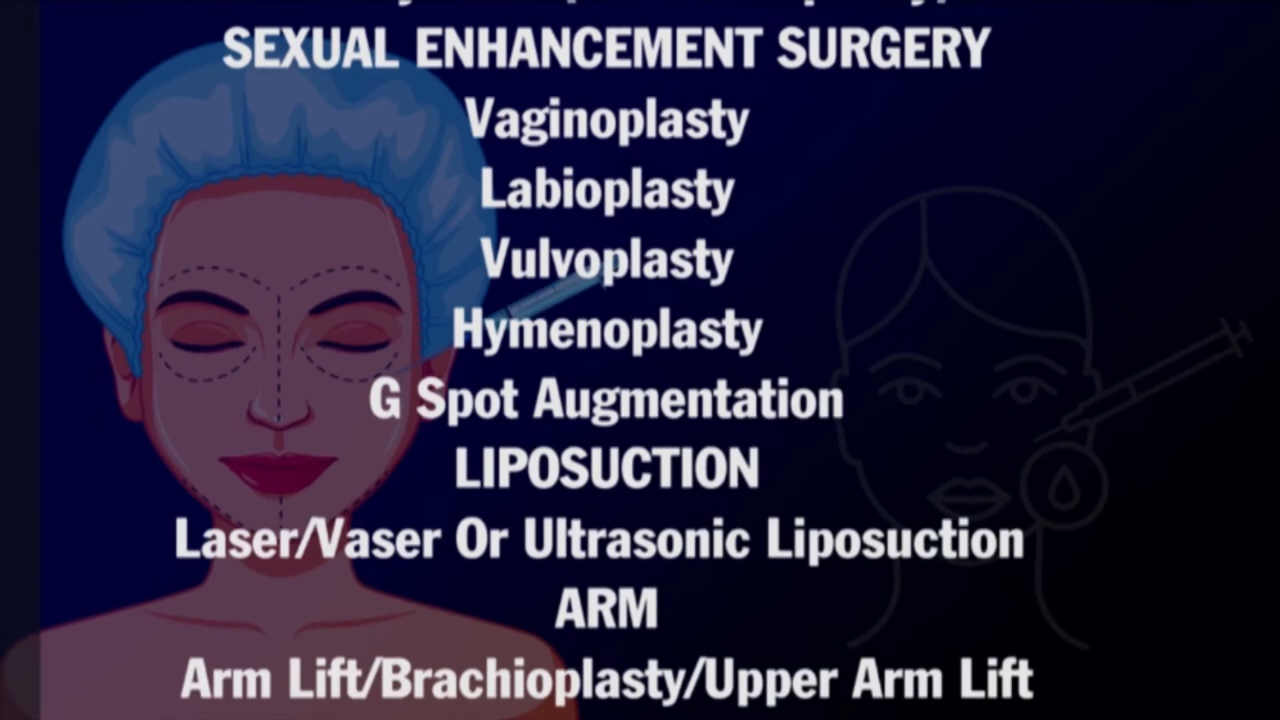 SEXUAL ENHANCEMENT SURGERY
Vaginoplasty
Labioplasty
Vulvoplasty
Hymenoplasty
G Spot Augmentation
LIPOSUCTION
Laser/Vaser Or Ultrasonic Liposuction
ARM
Arm Lift/Brachioplasty/Upper Arm Lift